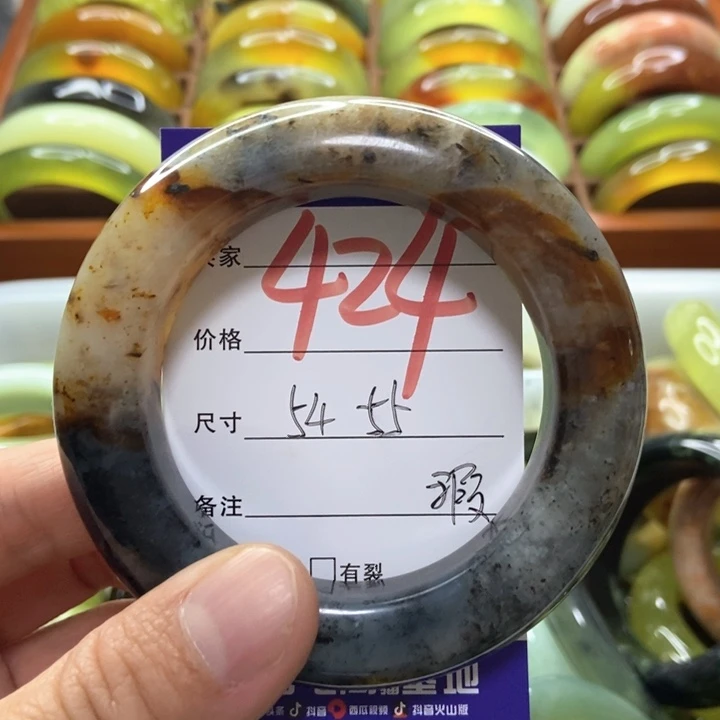 家
424
价格
尺寸 54 55
备注 瑕
有裂
抖音 西瓜视频 抖音火山版